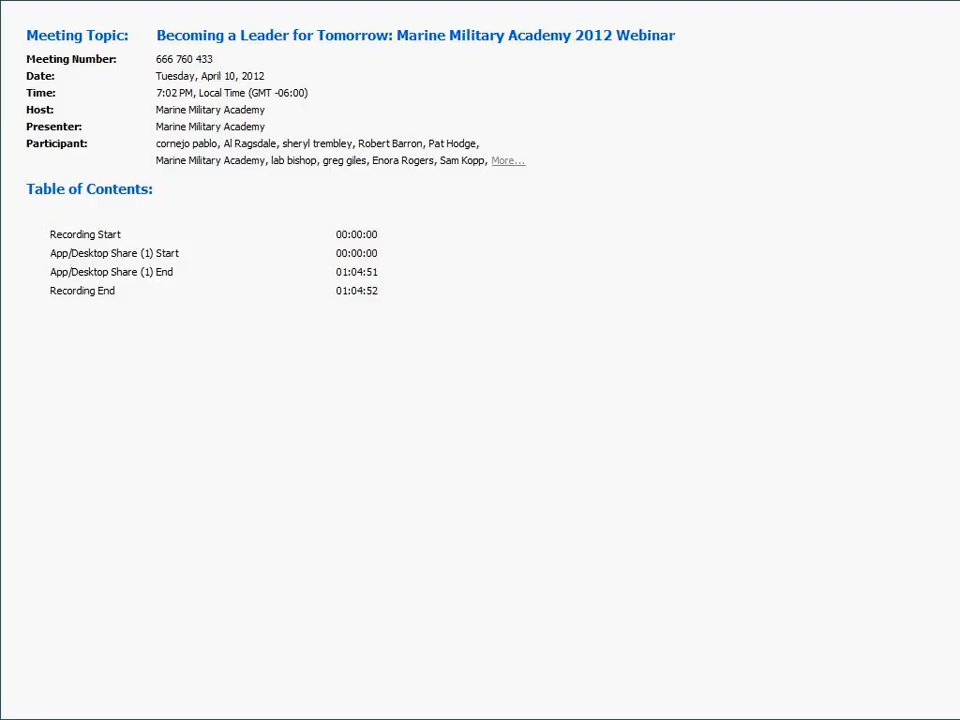 Meeting Topic: Becoming a Leader for Tomorrow: Marine Military Academy 2012 Webinar
Meeting Number: 666 760 433
Date: Tuesday, April 10, 2012
Time: 7:02 PM, Local Time (GMT -06:00)
Host: Marine Military Academy
Presenter: Marine Military Academy
Participant: cornejo pablo, Al Ragsdale, sheryl trembley, Robert Barron, Pat Hodge,
Marine Military Academy, lab bishop, greg giles, Enora Rogers, Sam Kopp, More...
Table of Contents:
Recording Start 00:00:00
App/Desktop Share (1) Start 00:00:00
App/Desktop Share (1) End 01:04:51
Recording End 01:04:52